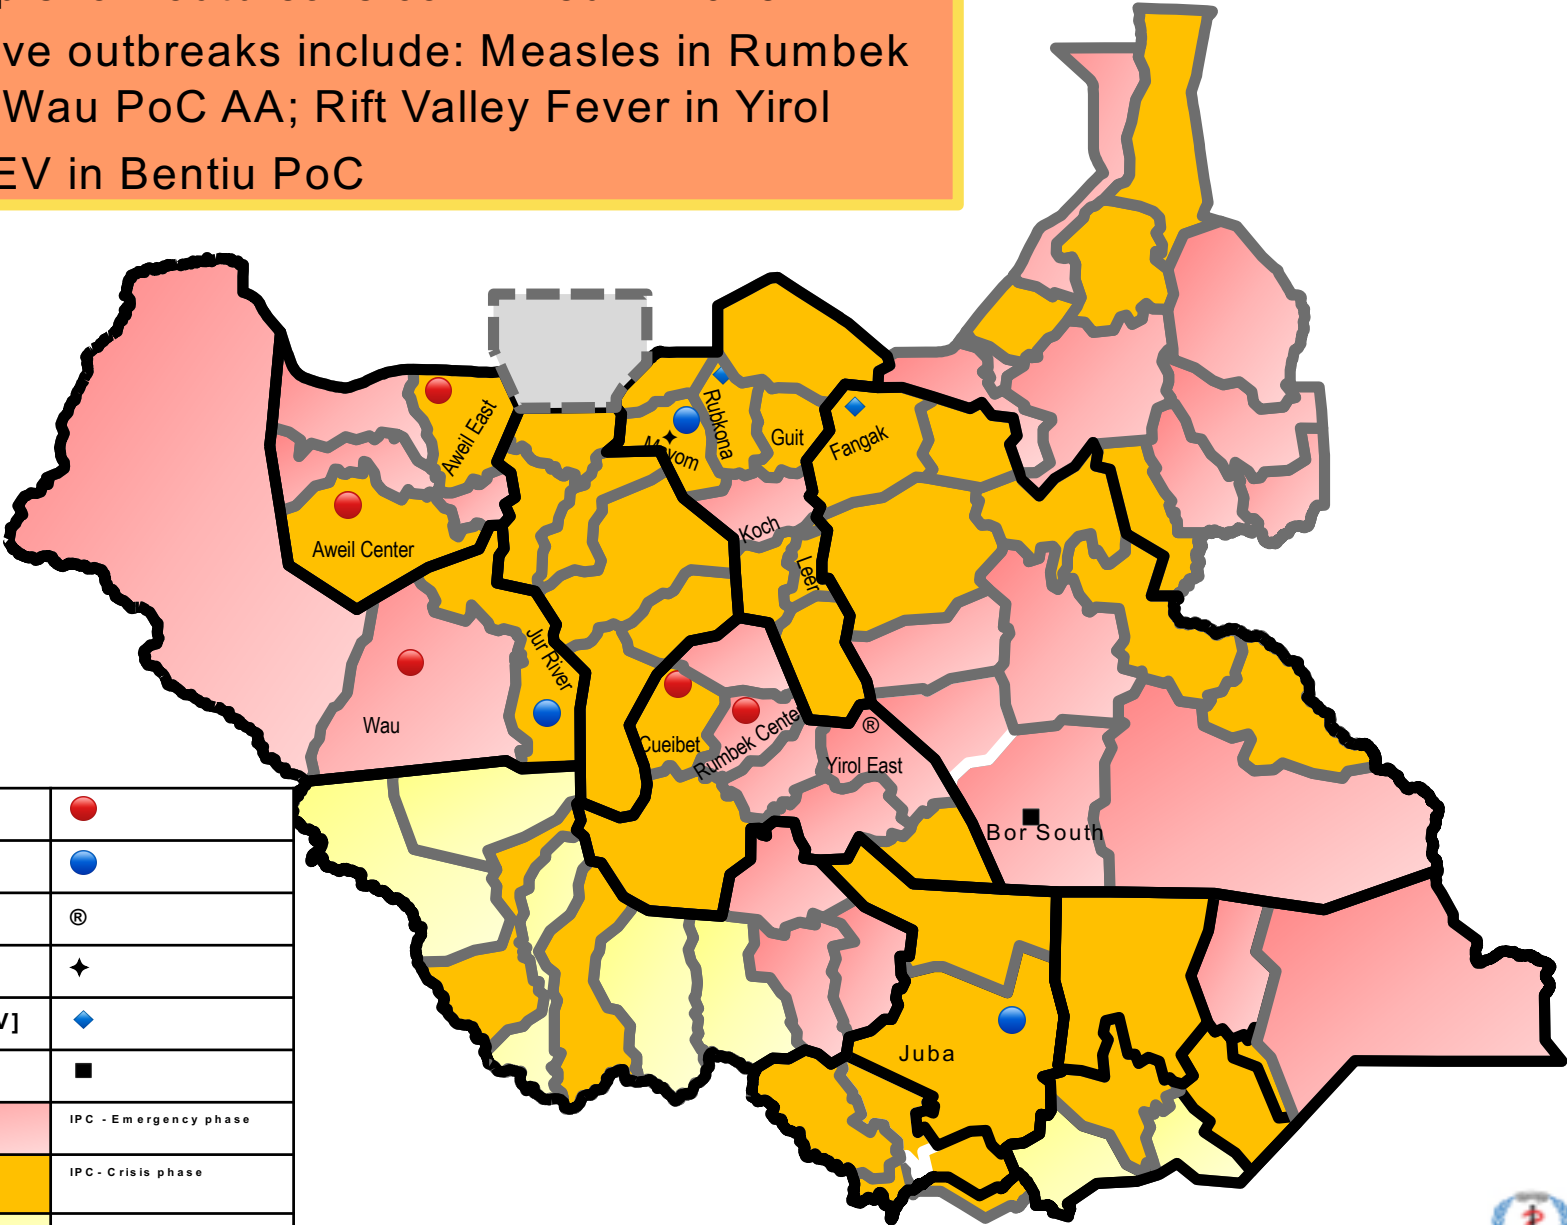 ve outbreaks include: Measles in Rumbek
Wau PoC AA; Rift Valley Fever in Yirol
EV in Bentiu PoC
Aweil East
Rubkona
Guit
Fangak
Koch
Aweil Center
Leer
Jur River
Wau
Cueibet
Rumbek Center
®
Yirol East
Bor South
®
V]
Juba
IPC - Emergency phase
IPC- Crisis phase